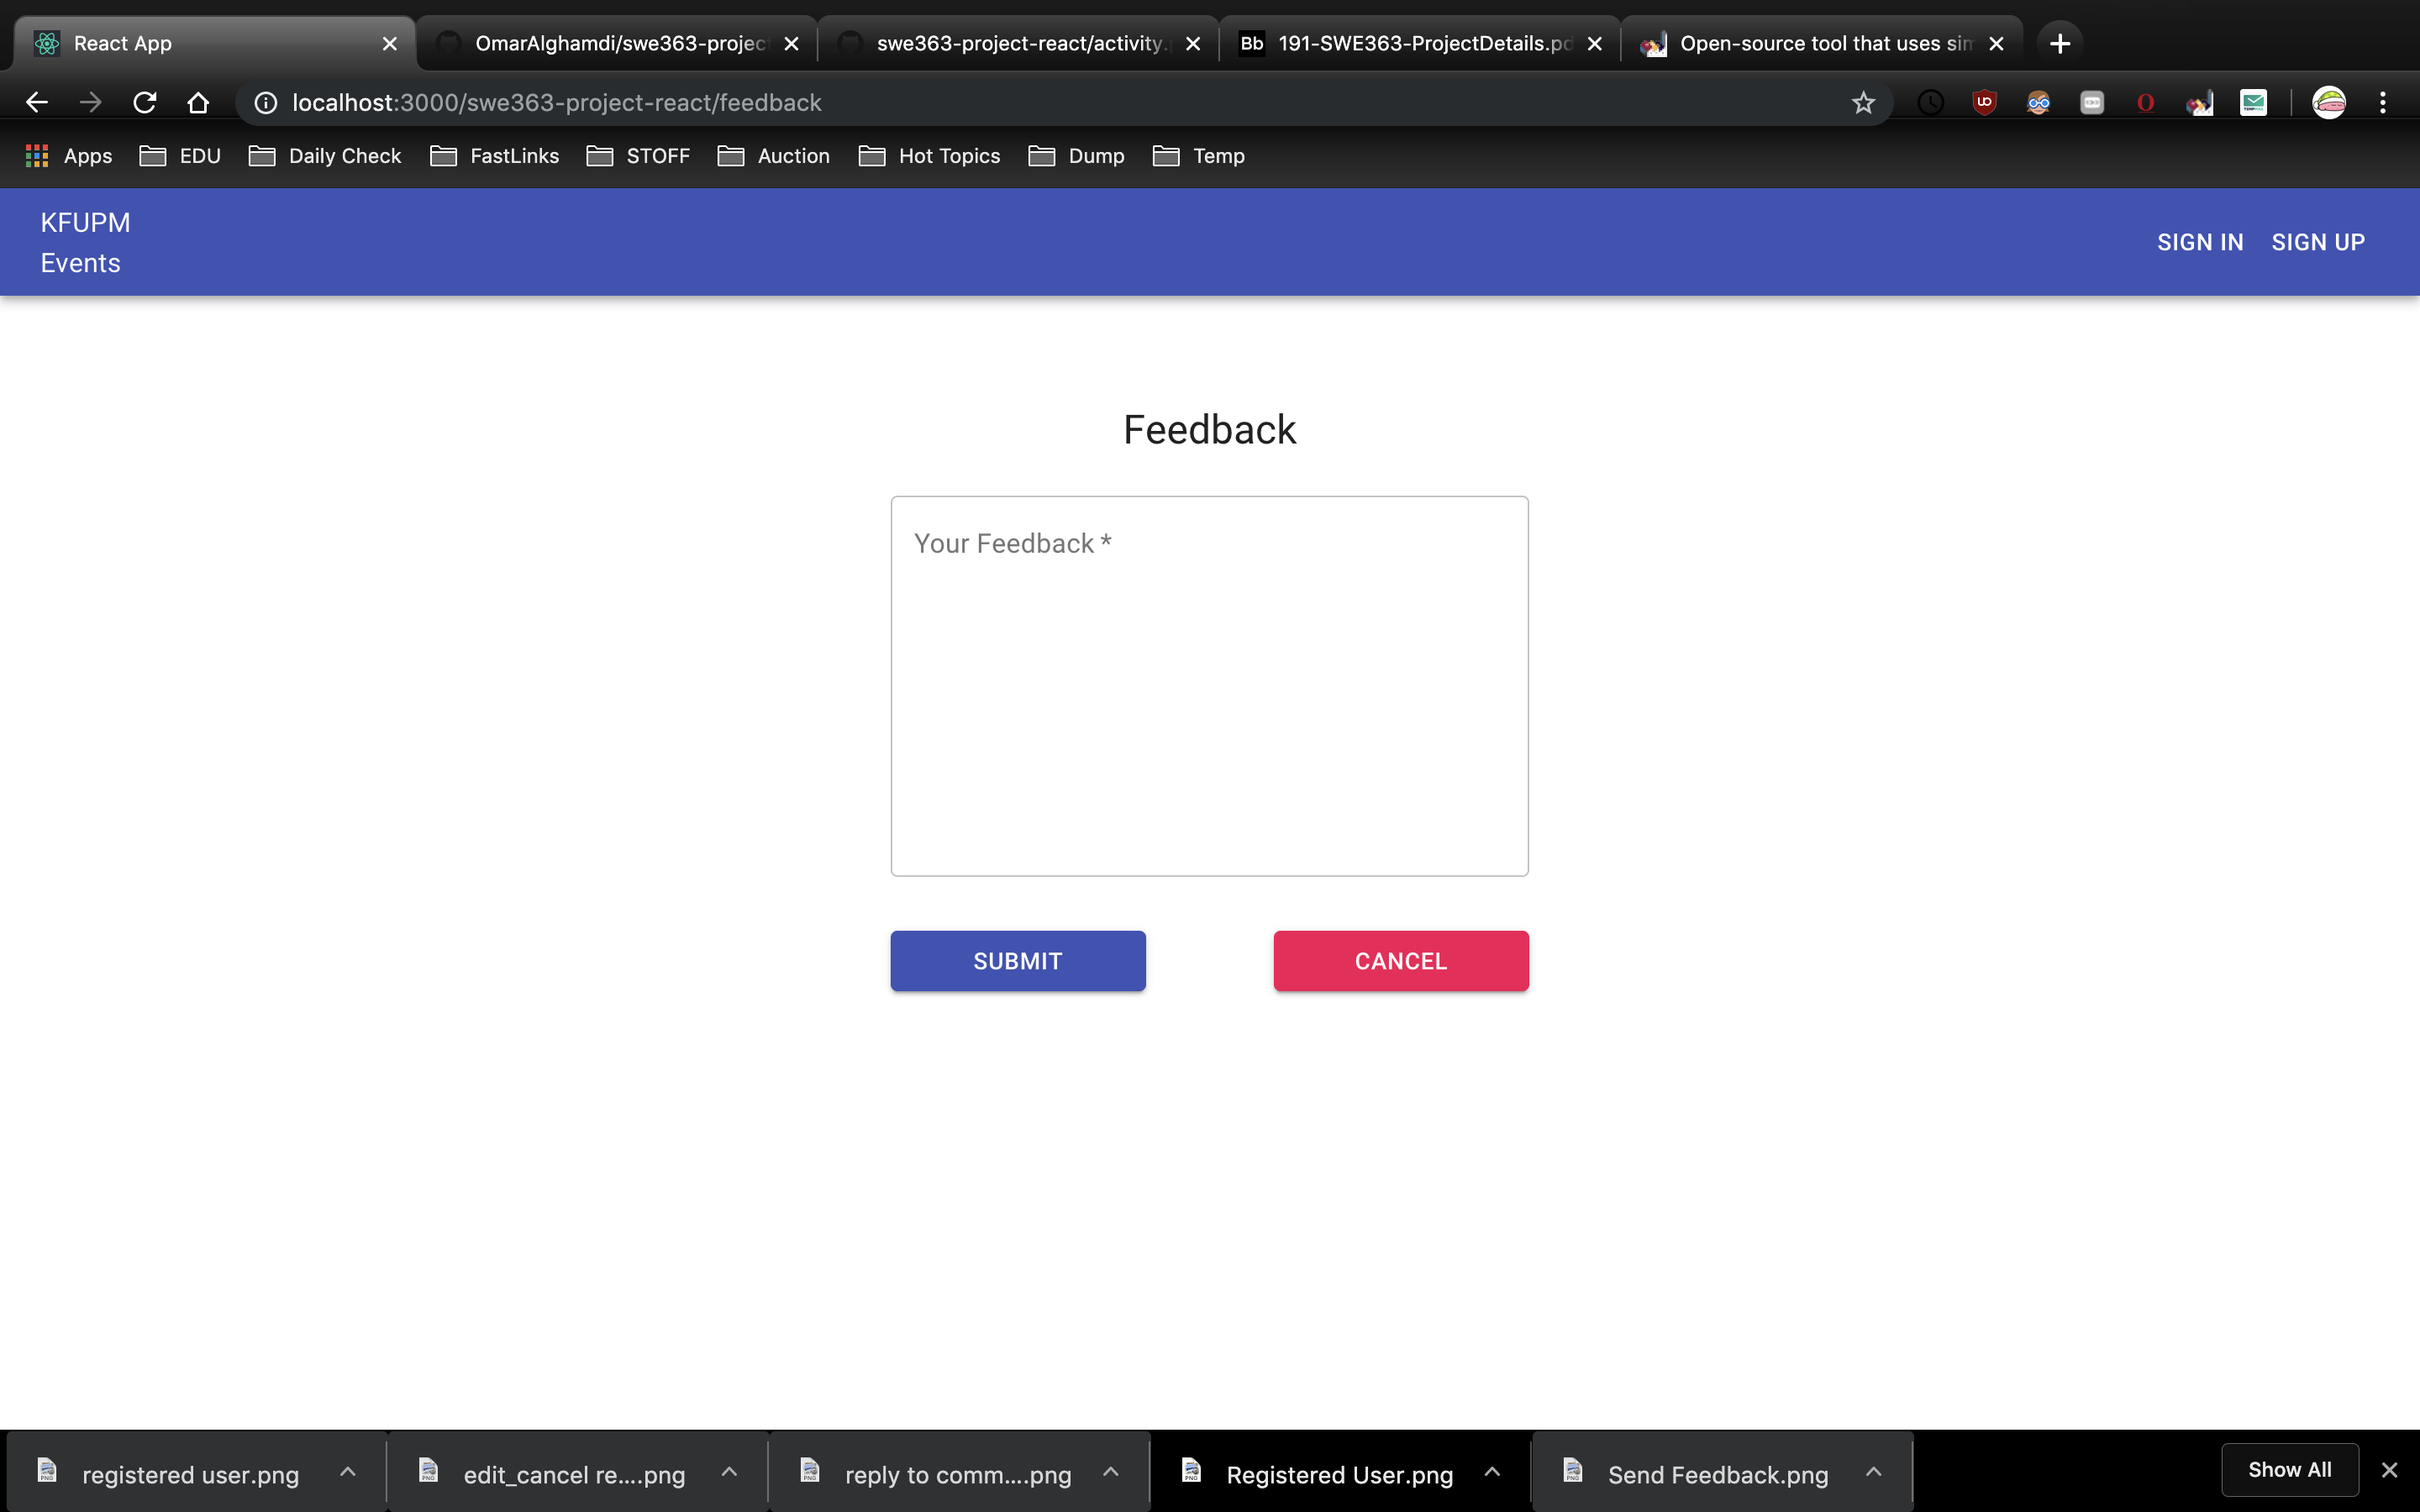 React App
OmarAlghamdi/swe363-projec
swe363-project-react/activity.
Bb 191-SWE363-ProjectDetails.pd
Open-source tool that uses sim
localhost:3000/swe363-project-react/feedback
Apps EDU Daily Check FastLinks STOFF Auction Hot Topics Dump Temp
KFUPM
Events
SIGN IN SIGN UP
Feedback
Your Feedback *
SUBMIT CANCEL
registered user.png edit_cancel re....png reply to comm....png Registered User.png Send Feedback.png Show All